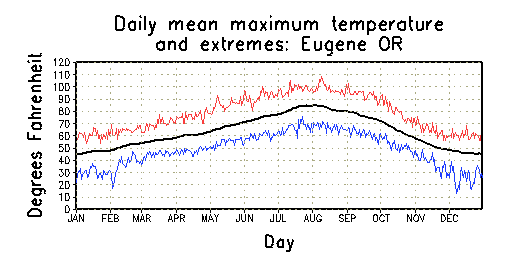 Daily mean maximum temperature
and extremes: Eugene OR
Degrees Fahrenheit
120
110
100
90
80
70
60
50
40
30
20
10
0
JAN FEB MAR APR MAY JUN JUL AUG SEP OCT NOV DEC
Day